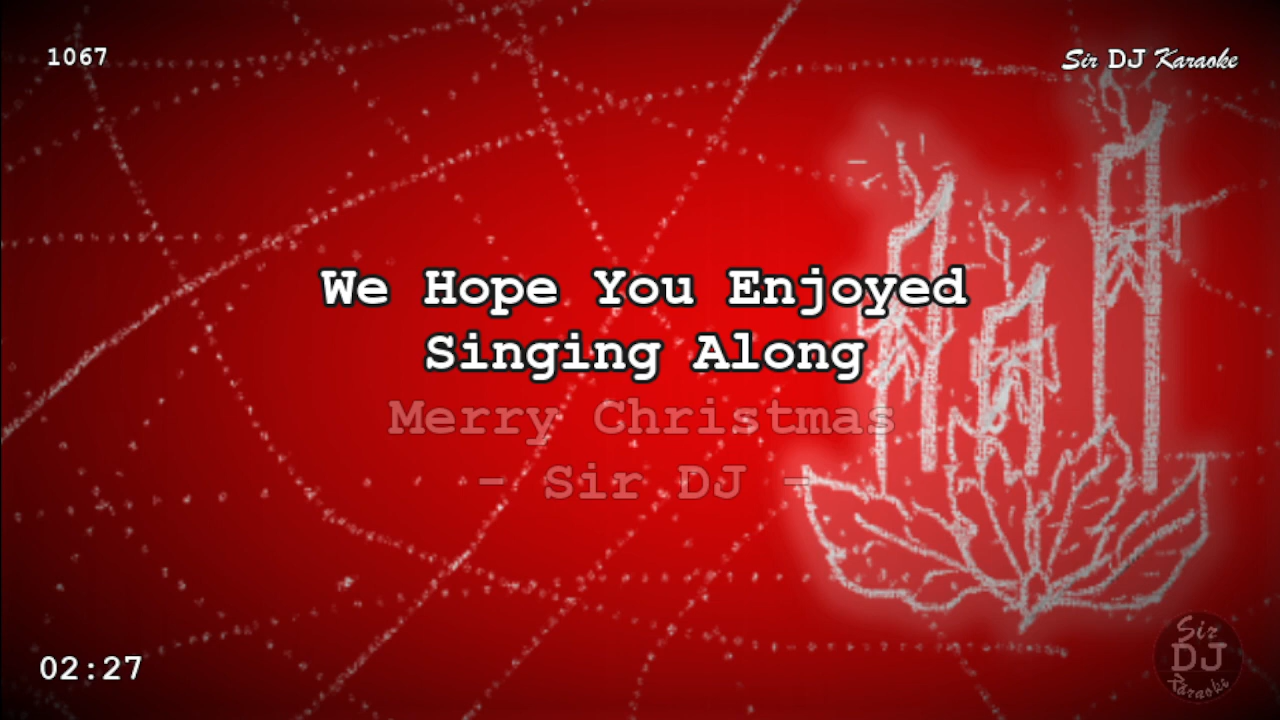 1067
Sir DJ Karaoke
We Hope You Enjoyed
Singing Along
Merry Christmas
- Sir DJ -
02:27
Sir
DJ
Karaoke